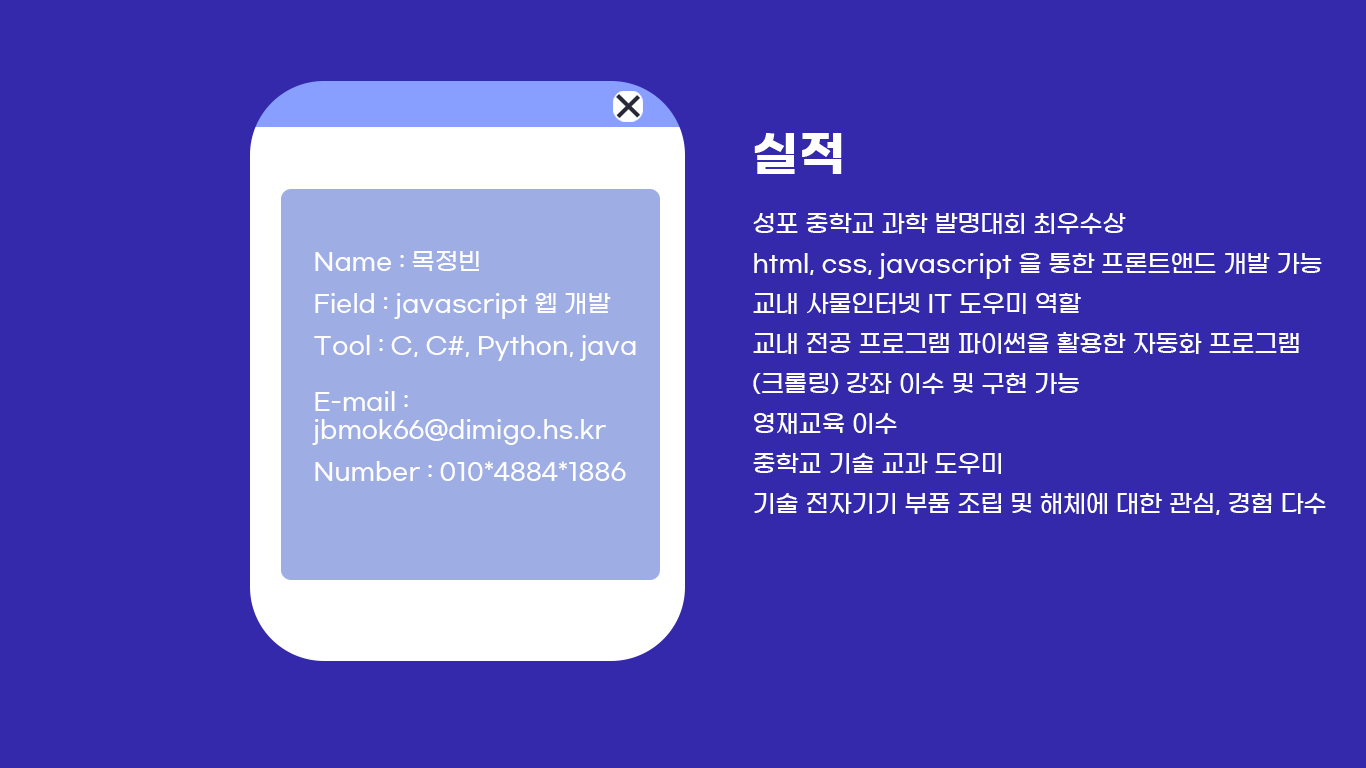 Name : 목정빈
Field : javascript 웹 개발
Tool : C, C#, Python, java
E-mail :
jbmok66@dimigo.hs.kr
Number : 010*4884*1886
실적
성포 중학교 과학 발명대회 최우수상
html, css, javascript 을 통한 프론트앤드 개발 가능
교내 사물인터넷 IT 도우미 역할
교내 전공 프로그램 파이썬을 활용한 자동화 프로그램
(크롤링) 강좌 이수 및 구현 가능
영재교육 이수
중학교 기술 교과 도우미
기술 전자기기 부품 조립 및 해체에 대한 관심, 경험 다수